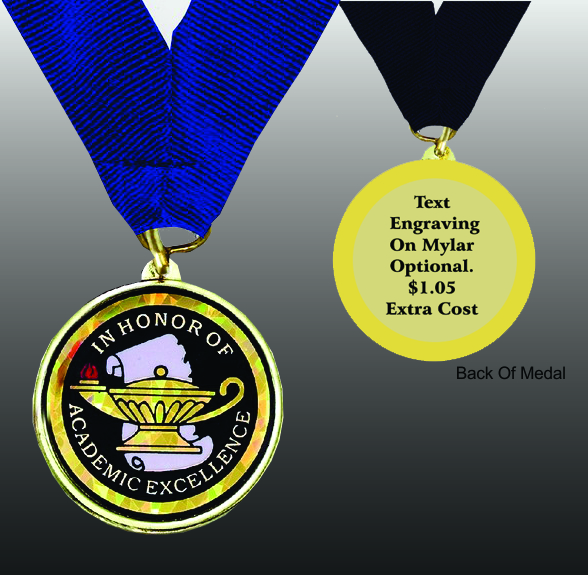 IN HONOR OF
ACADEMIC EXCELLENCE
Text
Engraving
On Mylar
Optional.
$1.05
Extra Cost
Back Of Medal